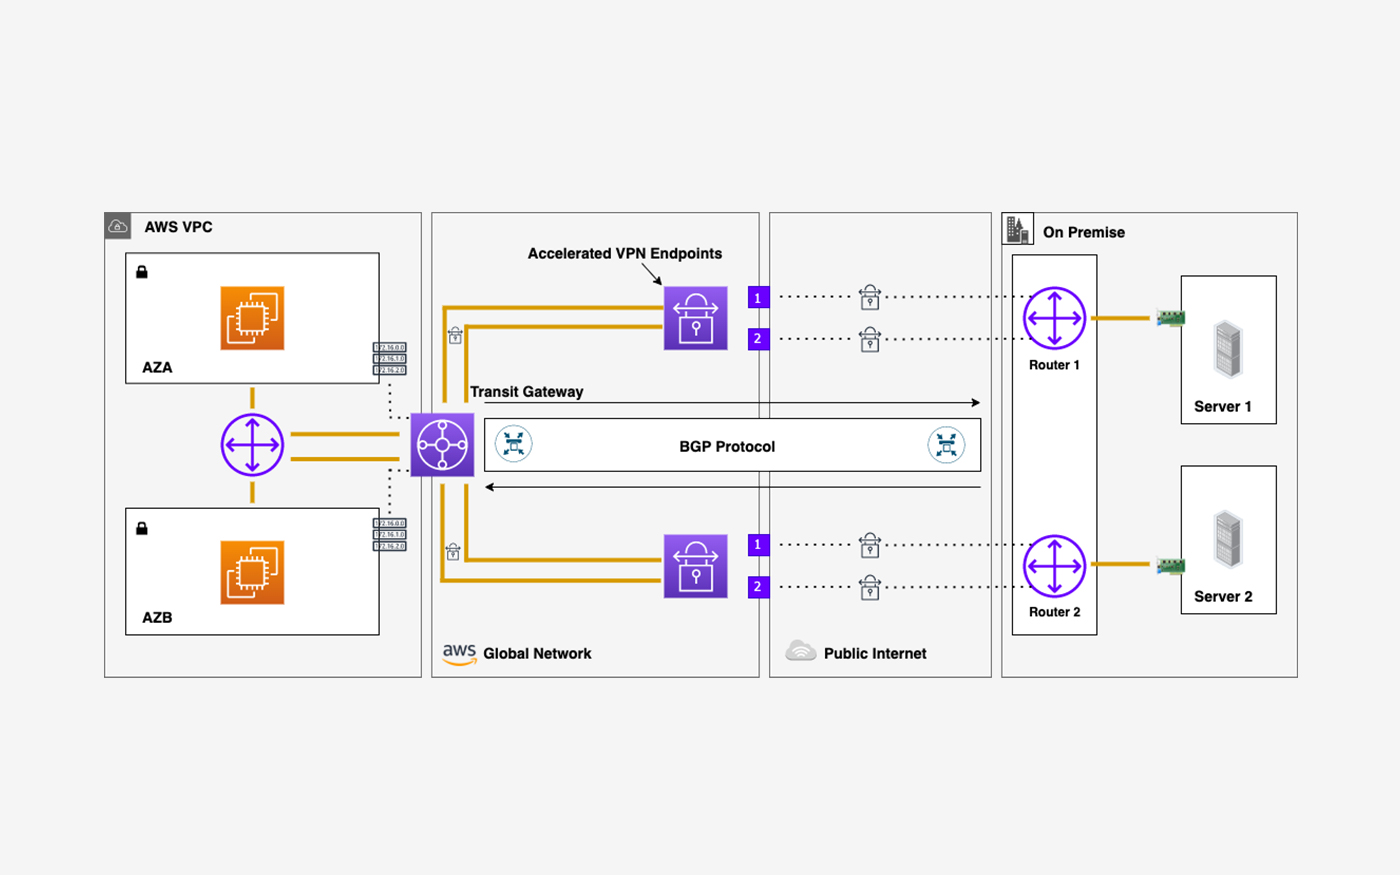 AWS VPC
AZA
172.16.0.0
172.16.1.0
172.16.2.0
AZB
172.16.0.0
172.16.1.0
172.16.2.0
Accelerated VPN Endpoints
1
2
Transit Gateway
BGP Protocol
1
2
aws
Global Network
Public Internet
On Premise
Router 1
Server 1
Router 2
Server 2